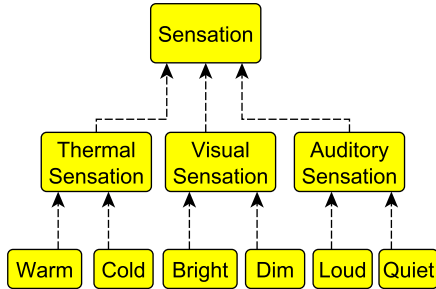 Sensation
Thermal
Sensation
Visual
Sensation
Auditory
Sensation
Warm
Cold
Bright
Dim
Loud
Quiet